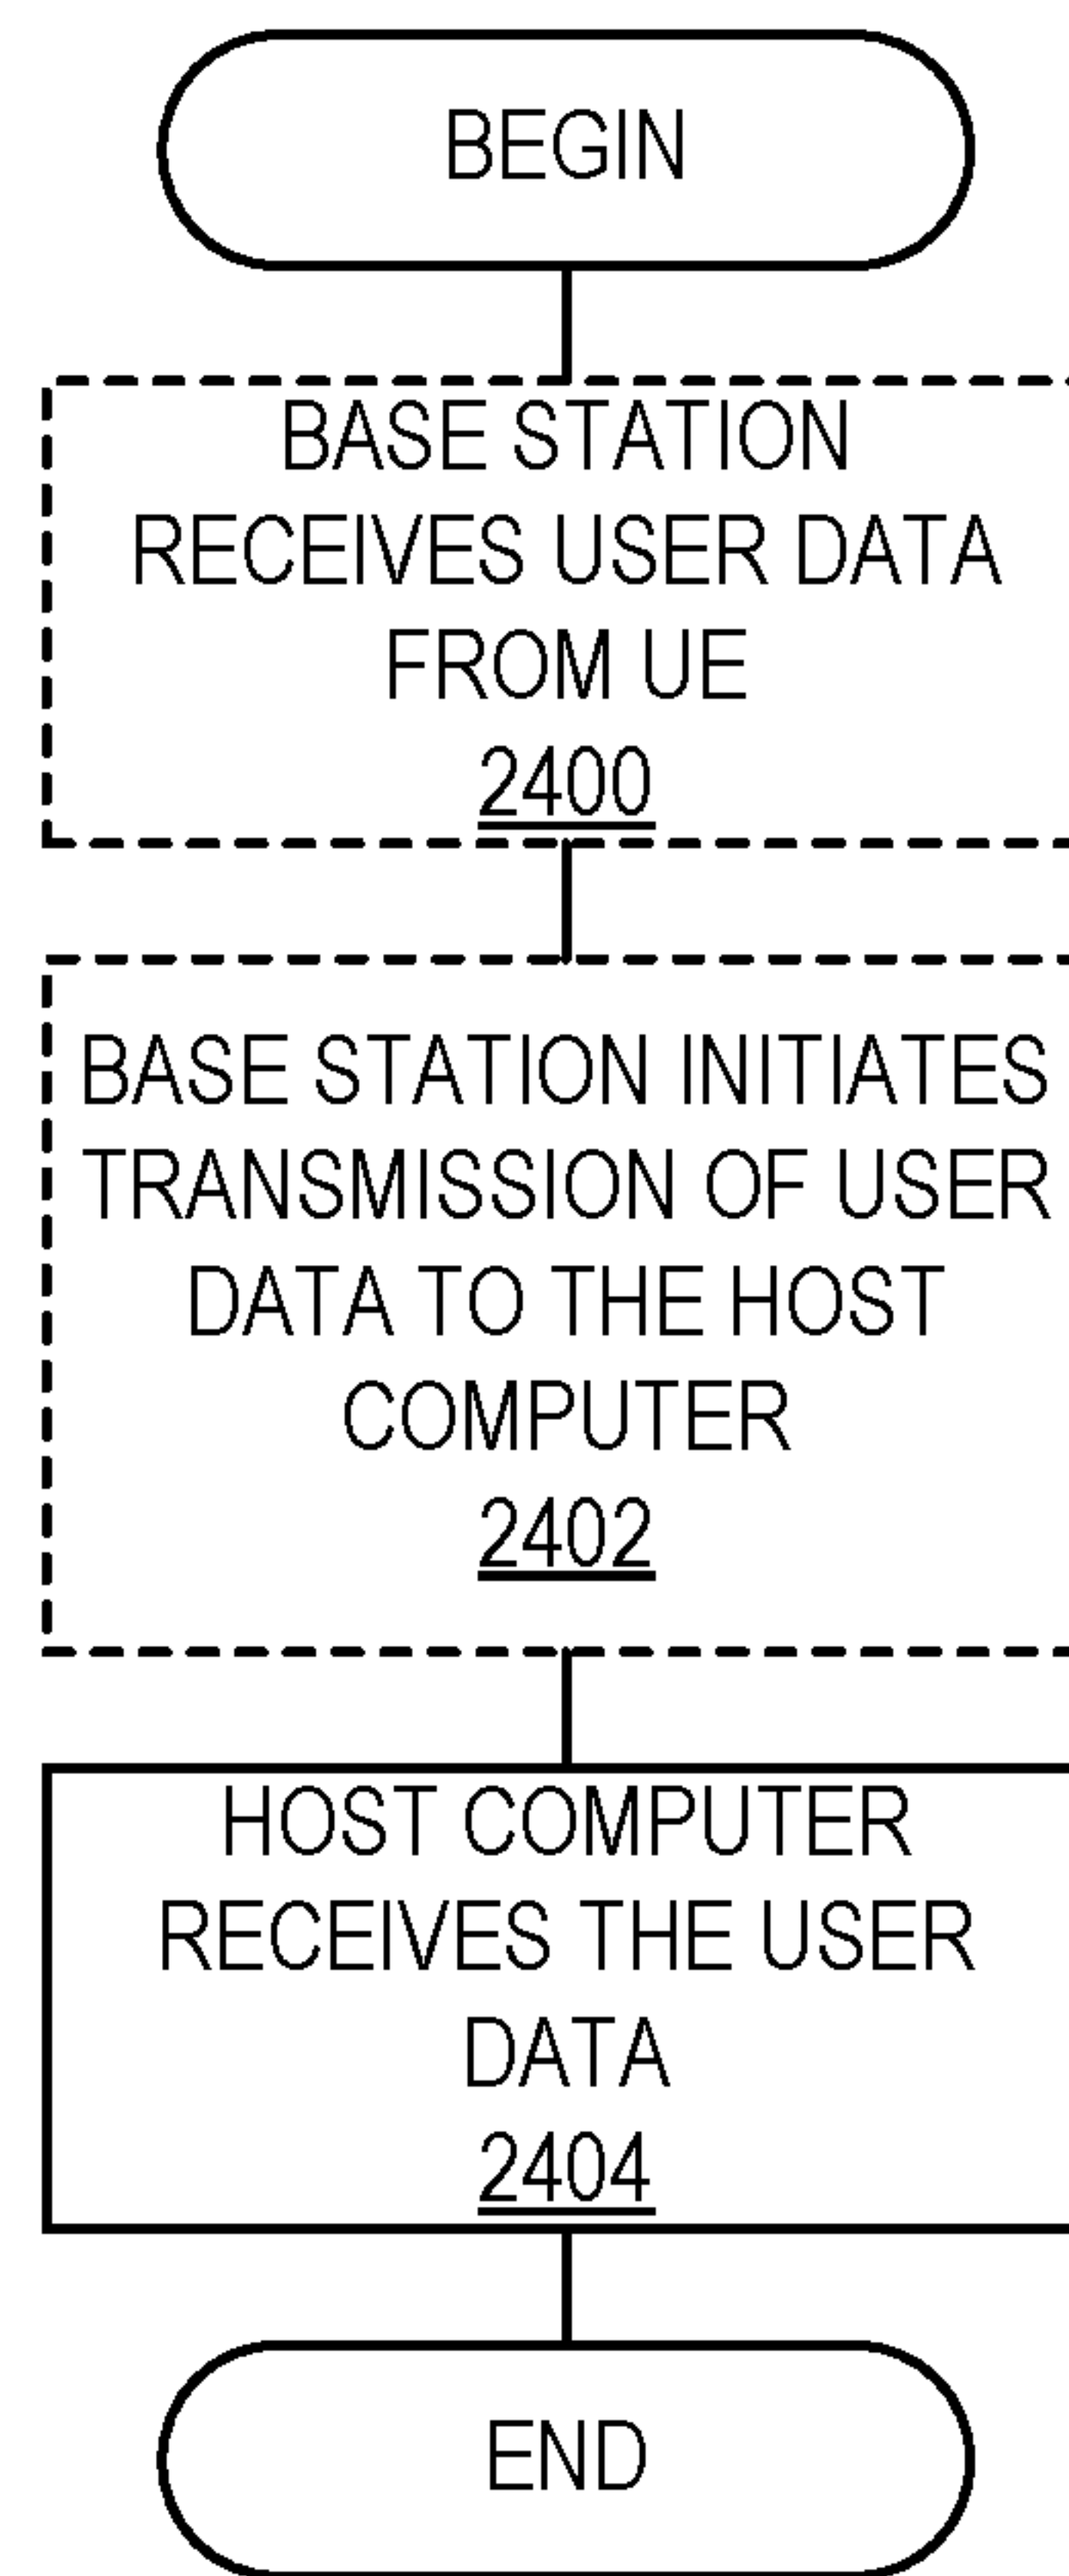 BEGIN
BASE STATION
RECEIVES USER DATA
FROM UE
2400
BASE STATION INITIATES
TRANSMISSION OF USER
DATA TO THE HOST
COMPUTER
2402
HOST COMPUTER
RECEIVES THE USER
DATA
2404
END